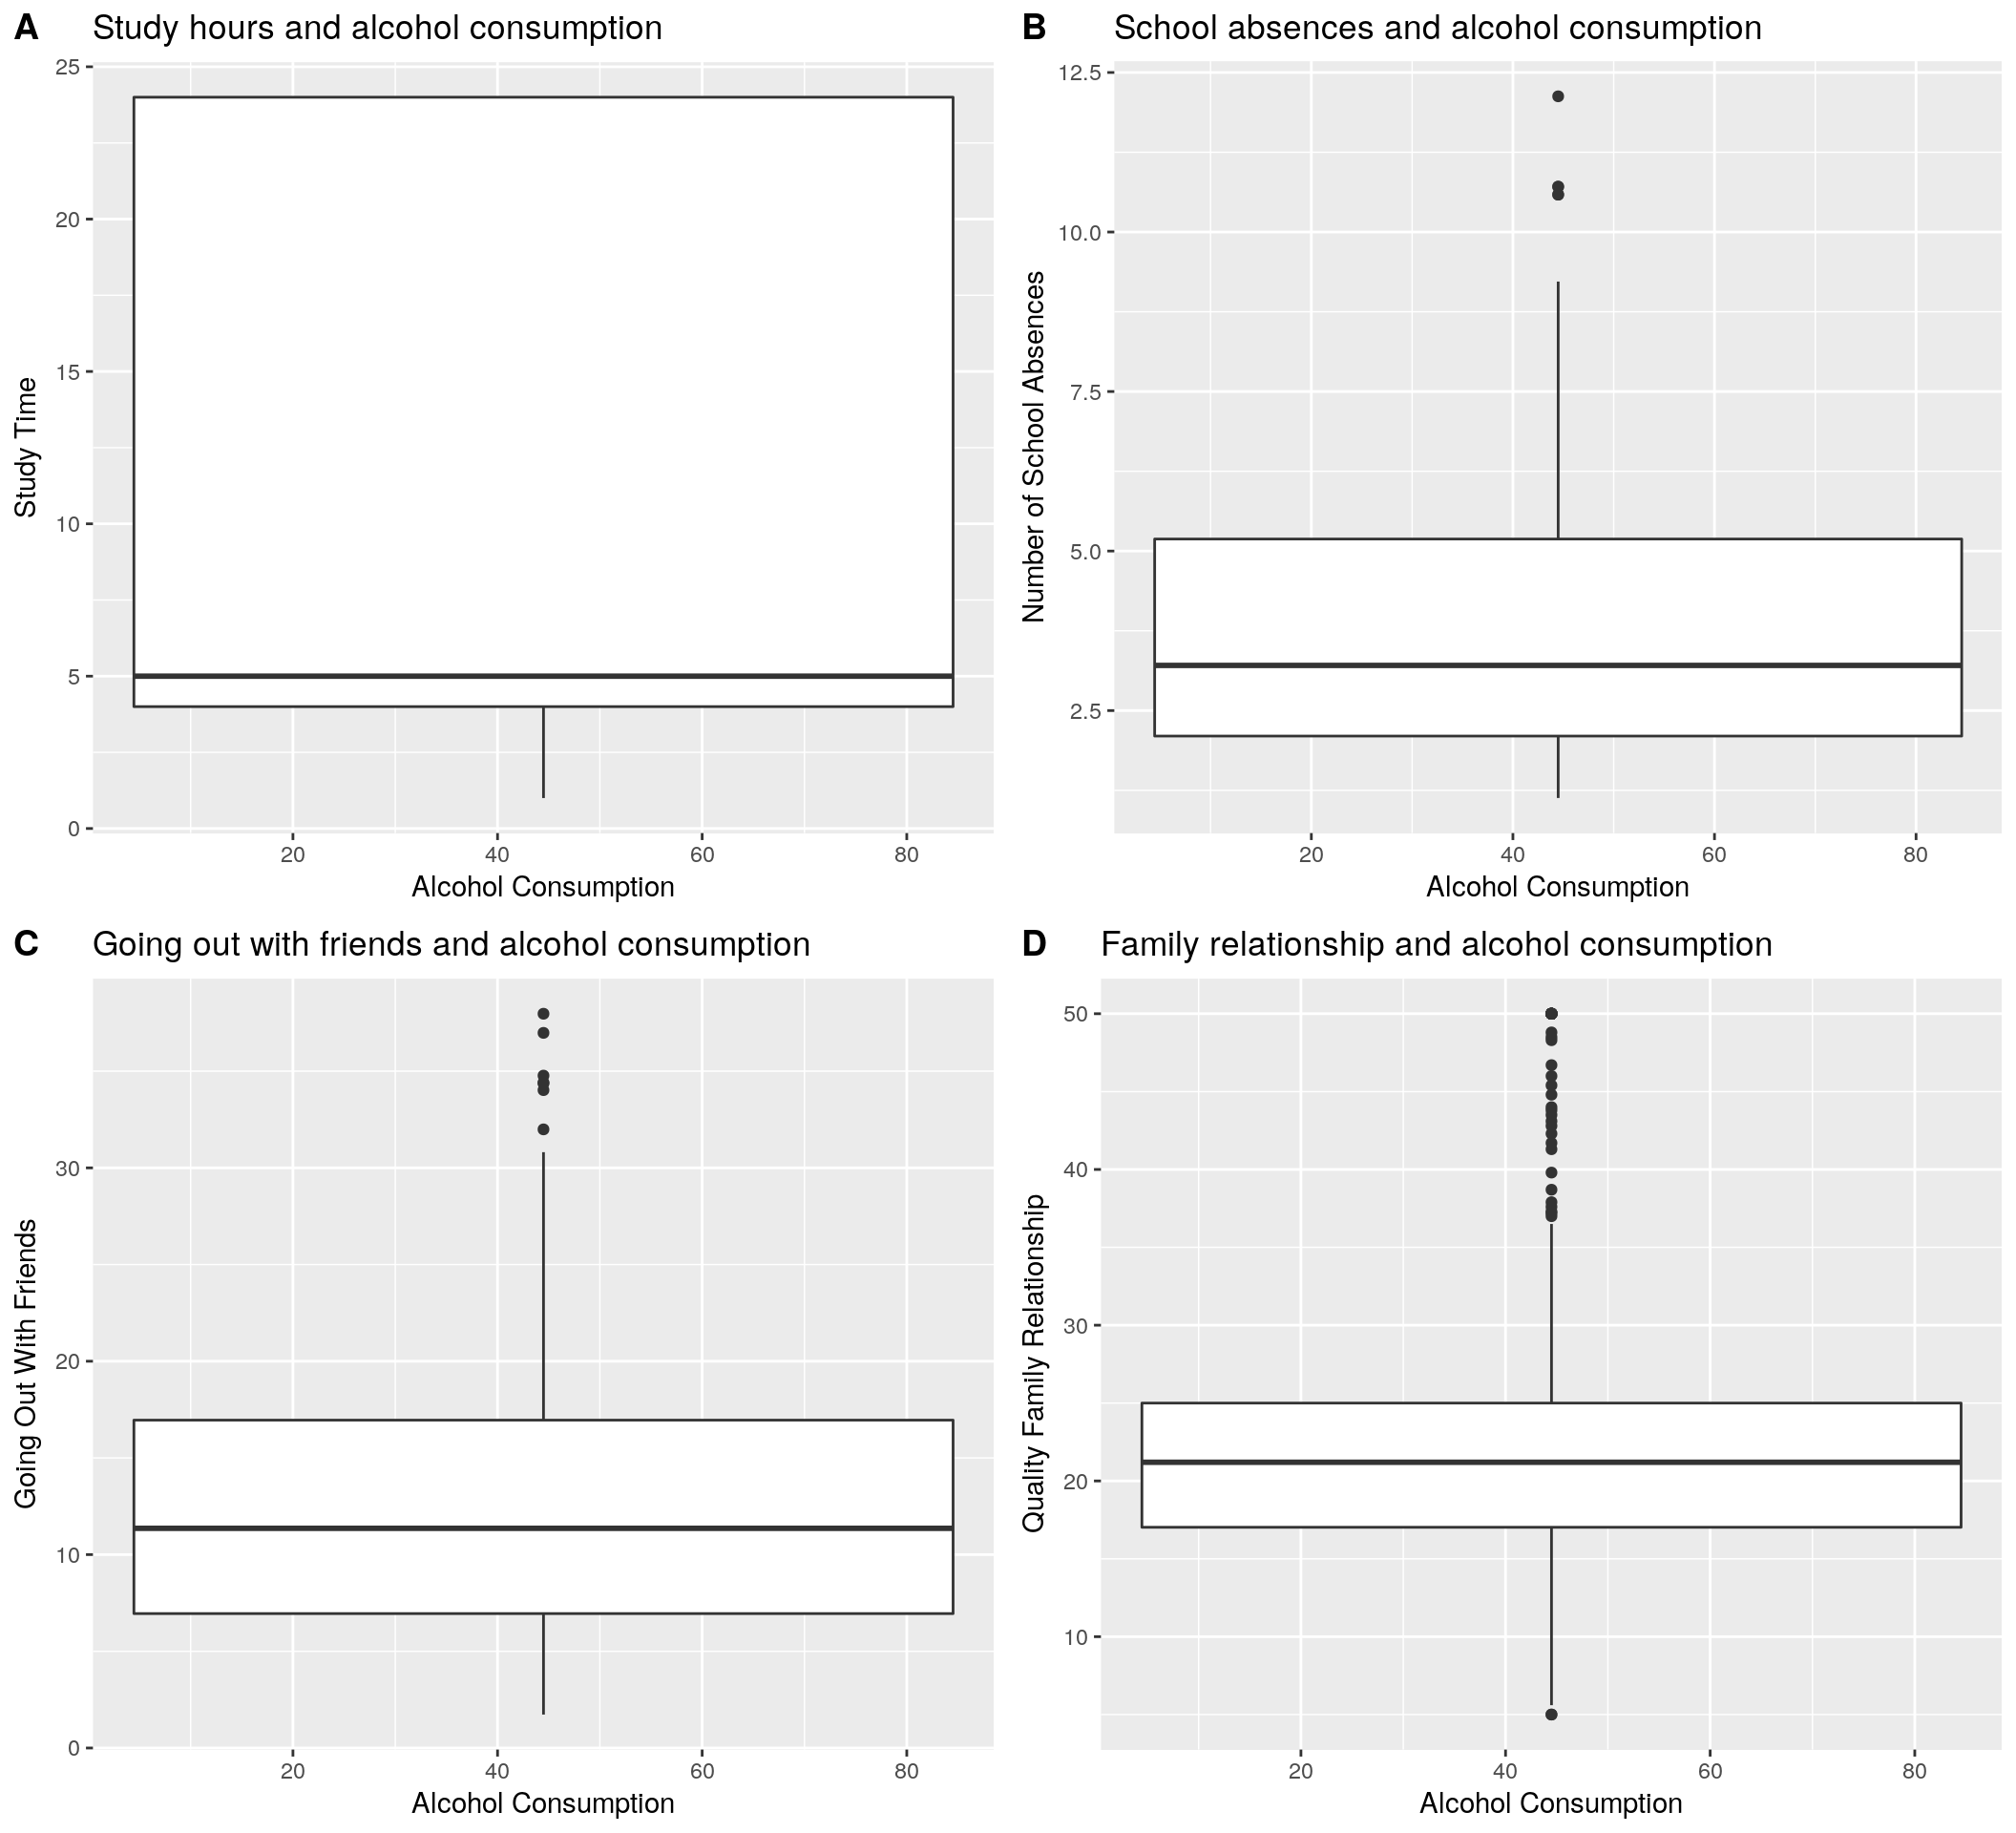 A Study hours and alcohol consumption
25
20
15
10
5
0
Study Time
20 40 60 80
Alcohol Consumption
B School absences and alcohol consumption
12.5
10.0
7.5
5.0
2.5
Number of School Absences
20 40 60 80
Alcohol Consumption
C Going out with friends and alcohol consumption
30
20
10
0
Going Out With Friends
20 40 60 80
Alcohol Consumption
D Family relationship and alcohol consumption
50
40
30
20
10
Quality Family Relationship
20 40 60 80
Alcohol Consumption